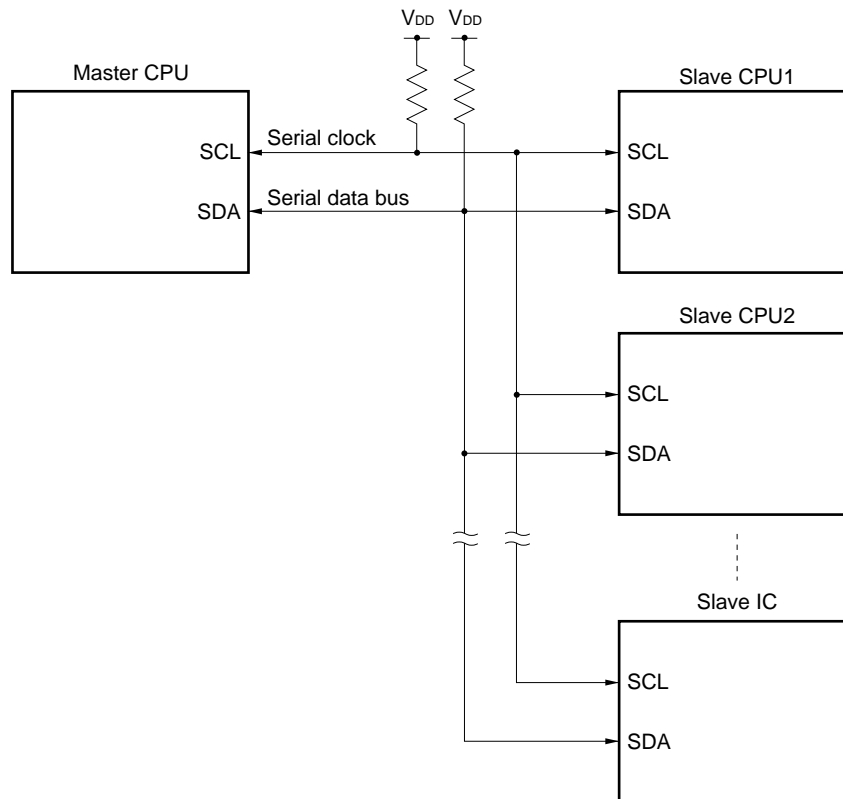 VDD VDD
Master CPU
Slave CPU1
SCL
Serial clock
SCL
SDA
Serial data bus
SDA
Slave CPU2
SCL
SDA
Slave IC
SCL
SDA